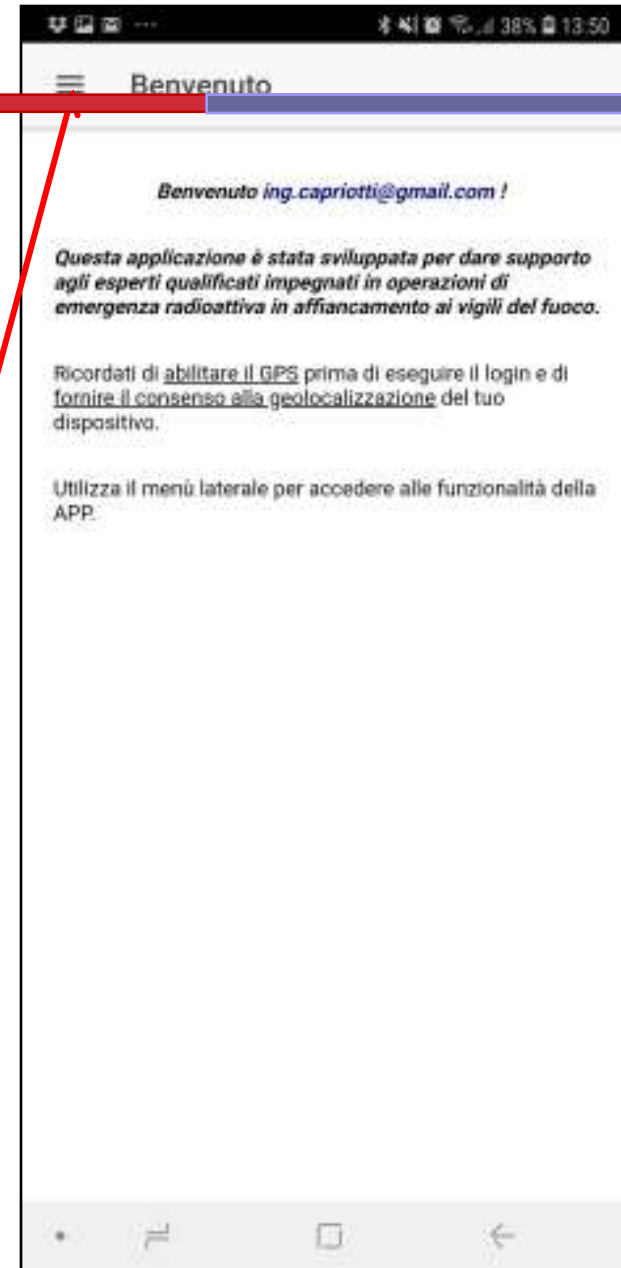 38% 13:50
Benvenuto
Benvenuto ing.capriotti@gmail.com !
Questa applicazione è stata sviluppata per dare supporto
agli esperti qualificati impegnati in operazioni di
emergenza radioattiva in affiancamento ai vigili del fuoco.
Ricordati di abilitare il GPS prima di eseguire il login e di
fornire il consenso alla geolocalizzazione del tuo
dispositivo.
Utilizza il menù laterale per accedere alle funzionalità della
APP.